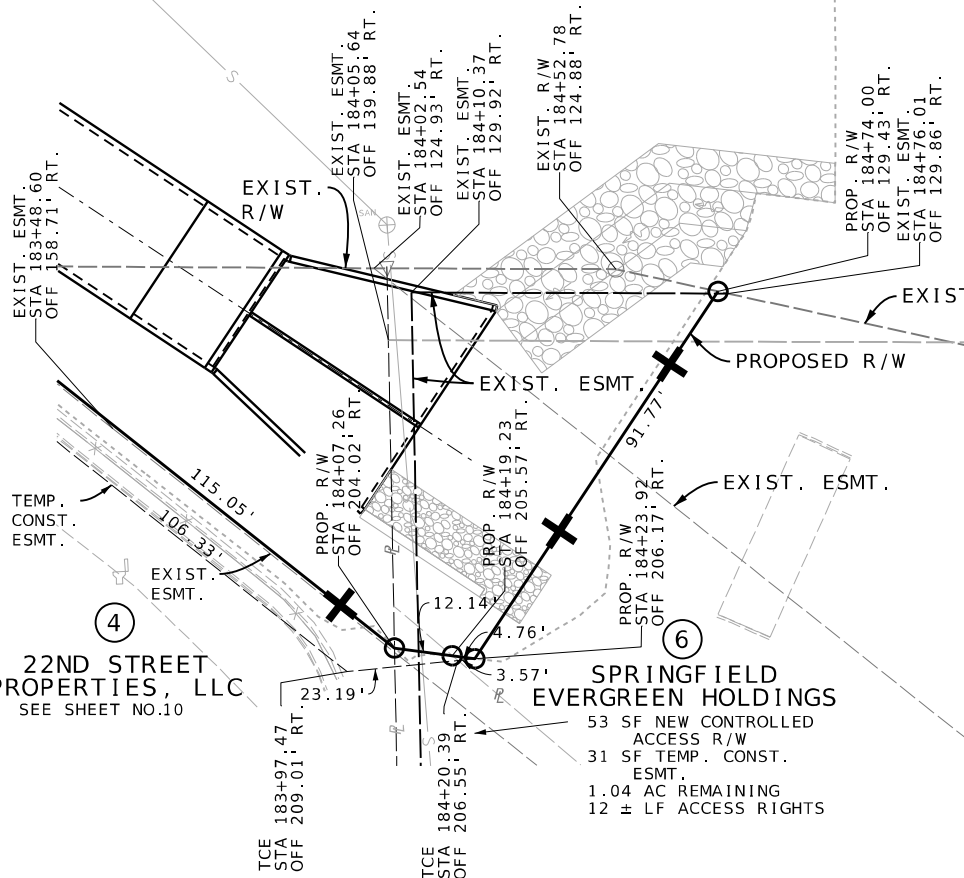 EXIST. ESMT.
STA 183+48.60
OFF 158.71' RT.
EXIST. ESMT.
STA 184+05.64
OFF 139.88' RT.
EXIST. ESMT.
STA 184+02.54
OFF 124.93' RT.
EXIST. ESMT.
STA 184+10.37
OFF 129.92' RT.
EXIST. R/W
STA 184+52.78
OFF 124.88' RT.
PROP. R/W
STA 184+74.00
OFF 129.43' RT.
EXIST. ESMT.
STA 184+76.01
OFF 129.86' RT.
S
EXIST.
R/W
SAN
EXIST
PROPOSED R/W
EXIST. ESMT.
91.77'
EXIST. ESMT.
115.05'
106.33'
TEMP.
CONST.
ESMT.
EXIST.
ESMT.
PROP. R/W
STA 184+07.26
OFF 204.02' RT.
PROP. R/W
STA 184+19.23
OFF 205.57' RT.
PROP. R/W
STA 184+23.92
OFF 206.17' RT.
PL
12.14'
4.76'
3.57'
23.19'
PL
PL
S
4
22ND STREET
PROPERTIES, LLC
SEE SHEET NO.10
6
SPRINGFIELD
EVERGREEN HOLDINGS
53 SF NEW CONTROLLED
ACCESS R/W
31 SF TEMP. CONST.
ESMT.
1.04 AC REMAINING
12 ± LF ACCESS RIGHTS
TCE
STA 183+97.47
OFF 209.01' RT.
TCE
STA 184+20.39
OFF 206.55' RT.